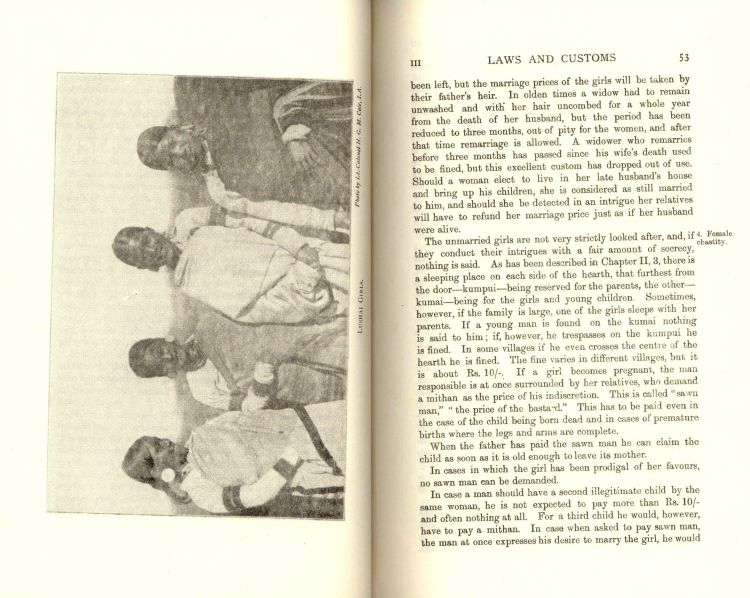 Photo by Lt.-Colonel H. G. M. Cole, I.A.
LUSHAI GIRLS.
III LAWS AND CUSTOMS 53
been left, but the marriage prices of the girls will be taken by
their father's heir. In olden times a widow had to remain
unwashed and with her hair uncombed for a whole year
from the death of her husband, but the period has been
reduced to three months, out of pity for the women, and after
that time remarriage is allowed. A widower who remarries
before three months has passed since his wife's death used
to be fined, but this excellent custom has dropped out of use.
Should a woman elect to live in her late husband's house
and bring up his children, she is considered as still married
to him, and should she be detected in an intrigue her relatives
will have to refund her marriage price just as if her husband
were alive.
The unmarried girls are not very strictly looked after, and, if
4. Female
chastity.
they conduct their intrigues with a fair amount of secrecy,
nothing is said. As has been described in Chapter II, 3, there is
a sleeping place on each side of the hearth, that furthest from
the door—kumpui—being reserved for the parents, the other—
kumai—being for the girls and young children. Sometimes,
however, if the family is large, one of the girls sleeps with her
parents. If a young man is found on the kumai nothing
is said to him; if, however, he trespasses on the kumpui he
is fined. In some villages if he even crosses the centre of the
hearth he is fined. The fine varies in different villages, but it
is about Rs. 10/-. If a girl becomes pregnant, the man
responsible is at once surrounded by her relatives, who demand
a mithan as the price of his indiscretion. This is called "sawn
man," "the price of the bastard." This has to be paid even in
the case of the child being born dead and in cases of premature
births where the legs and arms are complete.
When the father has paid the sawn man he can claim the
child as soon as it is old enough to leave its mother.
In cases in which the girl has been prodigal of her favours,
no sawn man can be demanded.
In case a man should have a second illegitimate child by the
same woman, he is not expected to pay more than Rs. 10/-
and often nothing at all. For a third child he would, however,
have to pay a mithan. In case when asked to pay sawn man,
the man at once expresses his desire to marry the girl, he would